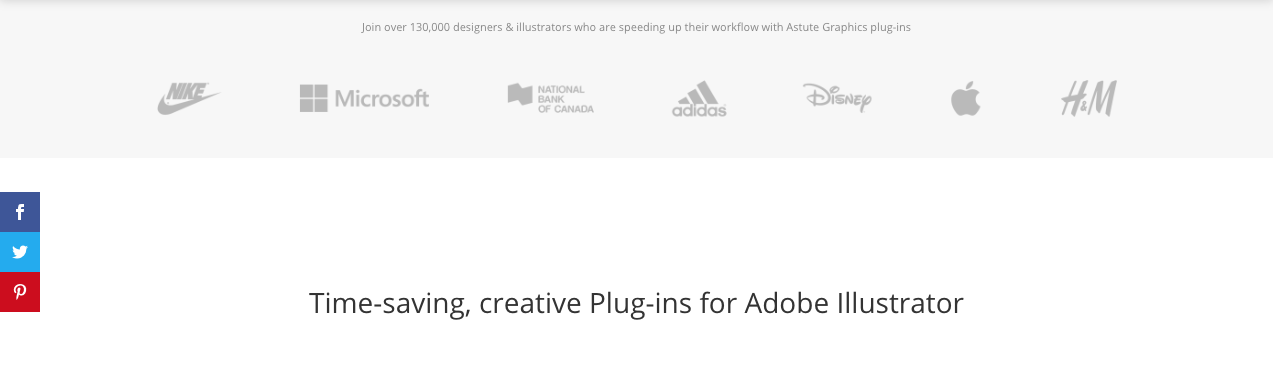 Join over 130,000 designers & illustrators who are speeding up their workflow with Astute Graphics plug-ins
NIKE Microsoft NATIONAL BANK OF CANADA adidas Disney H&M
Time-saving, creative Plug-ins for Adobe Illustrator